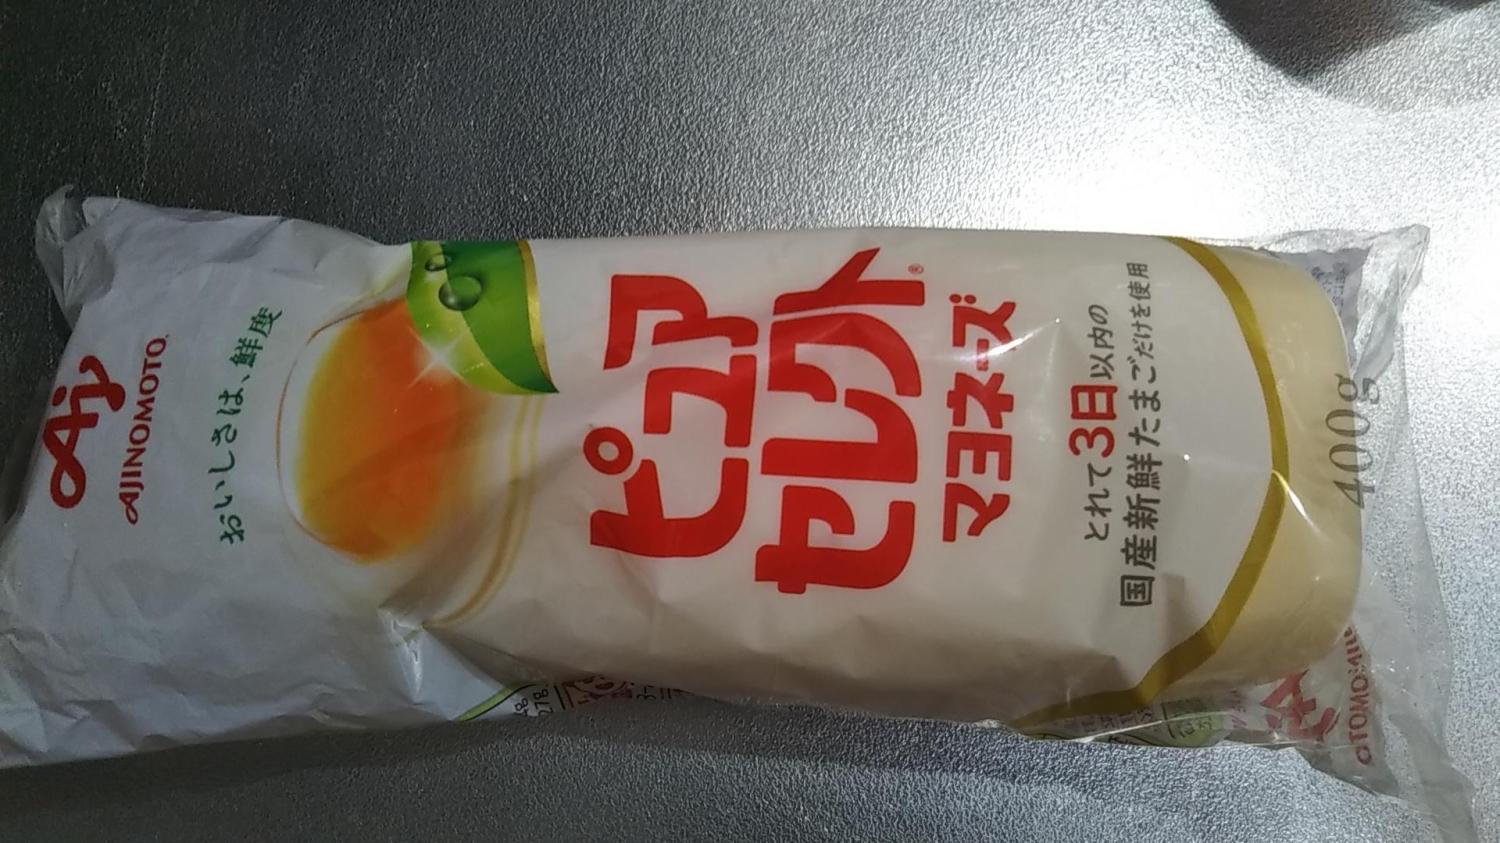 Aji
AJINOMOTO
おいしさは、鮮度
ピュア
セレクト®
マヨネーズ
とれて3日以内の
国産新鮮たまごだけを使用
400g